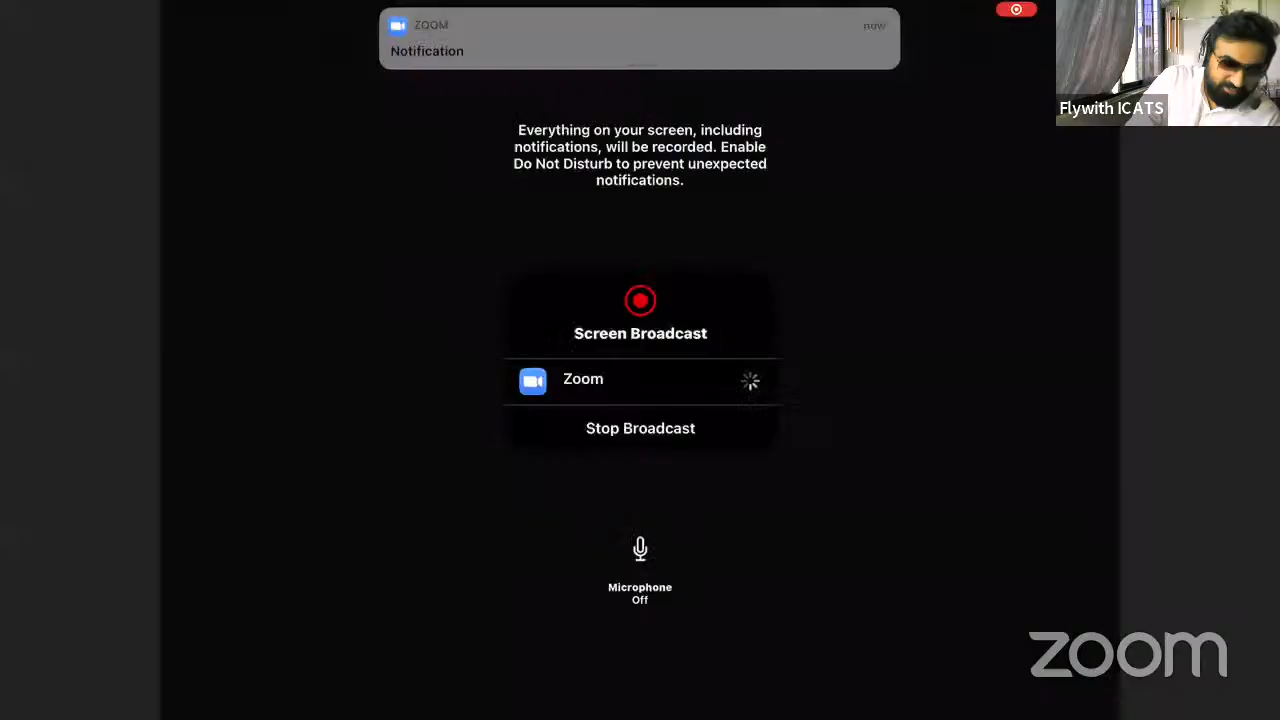 ZOOM
now
Notification
Flywith ICATS
Everything on your screen, including
notifications, will be recorded. Enable
Do Not Disturb to prevent unexpected
notifications.
Screen Broadcast
Zoom
Stop Broadcast
Microphone
Off
zoom